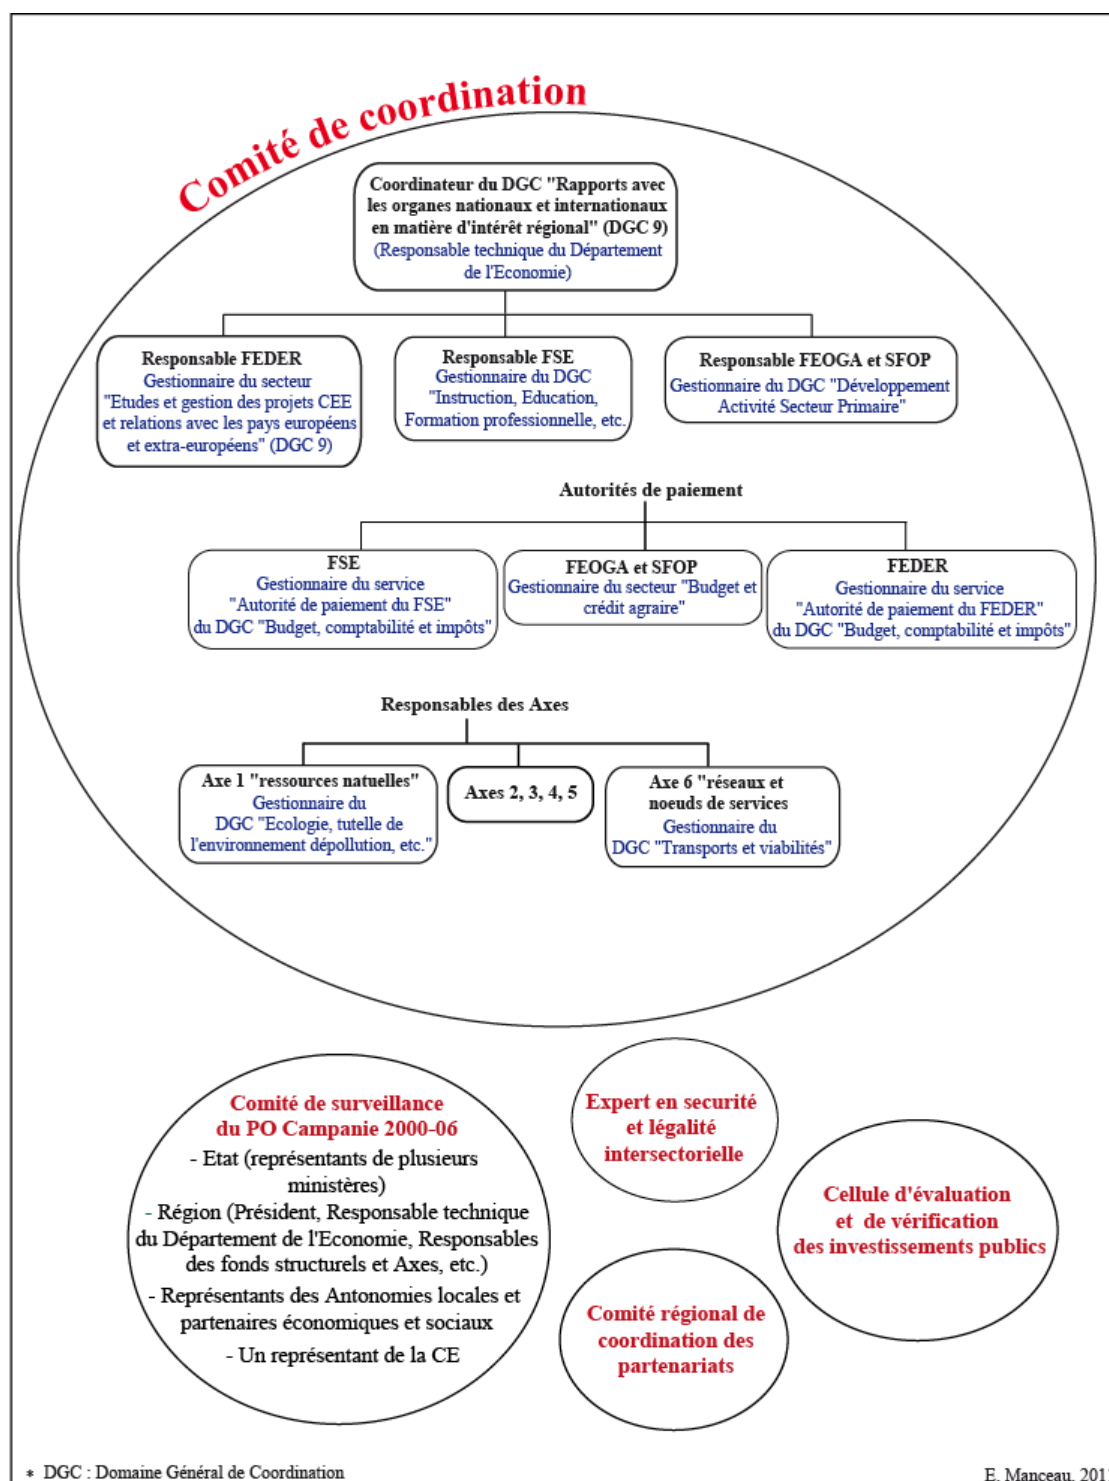 Comité de coordination
Coordinateur du DGC "Rapports avec
les organes nationaux et internationaux
en matière d'intérêt régional" (DGC 9)
(Responsable technique du Département
de l'Economie)
Responsable FEDER
Gestionnaire du secteur
"Etudes et gestion des projets CEE
et relations avec les pays européens
et extra-européens" (DGC 9)
Responsable FSE
Gestionnaire du DGC
"Instruction, Education,
Formation professionnelle, etc.
Responsable FEOGA et SFOP
Gestionnaire du DGC "Développement
Activité Secteur Primaire"
Autorités de paiement
FSE
Gestionnaire du service
"Autorité de paiement du FSE"
du DGC "Budget, comptabilité et impôts"
FEOGA et SFOP
Gestionnaire du secteur "Budget et
crédit agraire"
FEDER
Gestionnaire du service
"Autorité de paiement du FEDER"
du DGC "Budget, comptabilité et impôts"
Responsables des Axes
Axe 1 "ressources natuelles"
Gestionnaire du
DGC "Ecologie, tutelle de
l'environnement dépollution, etc."
Axes 2, 3, 4, 5
Axe 6 "réseaux et
noeuds de services
Gestionnaire du
DGC "Transports et viabilités"
Comité de surveillance
du PO Campanie 2000-06
- Etat (représentants de plusieurs
ministères)
- Région (Président, Responsable technique
du Département de l'Economie, Responsables
des fonds structurels et Axes, etc.)
- Représentants des Antonomies locales et
partenaires économiques et sociaux
- Un représentant de la CE
Expert en securité
et légalité
intersectorielle
Cellule d'évaluation
et de vérification
des investissements publics
Comité régional de
coordination des
partenariats
* DGC : Domaine Général de Coordination
E. Manceau, 2011